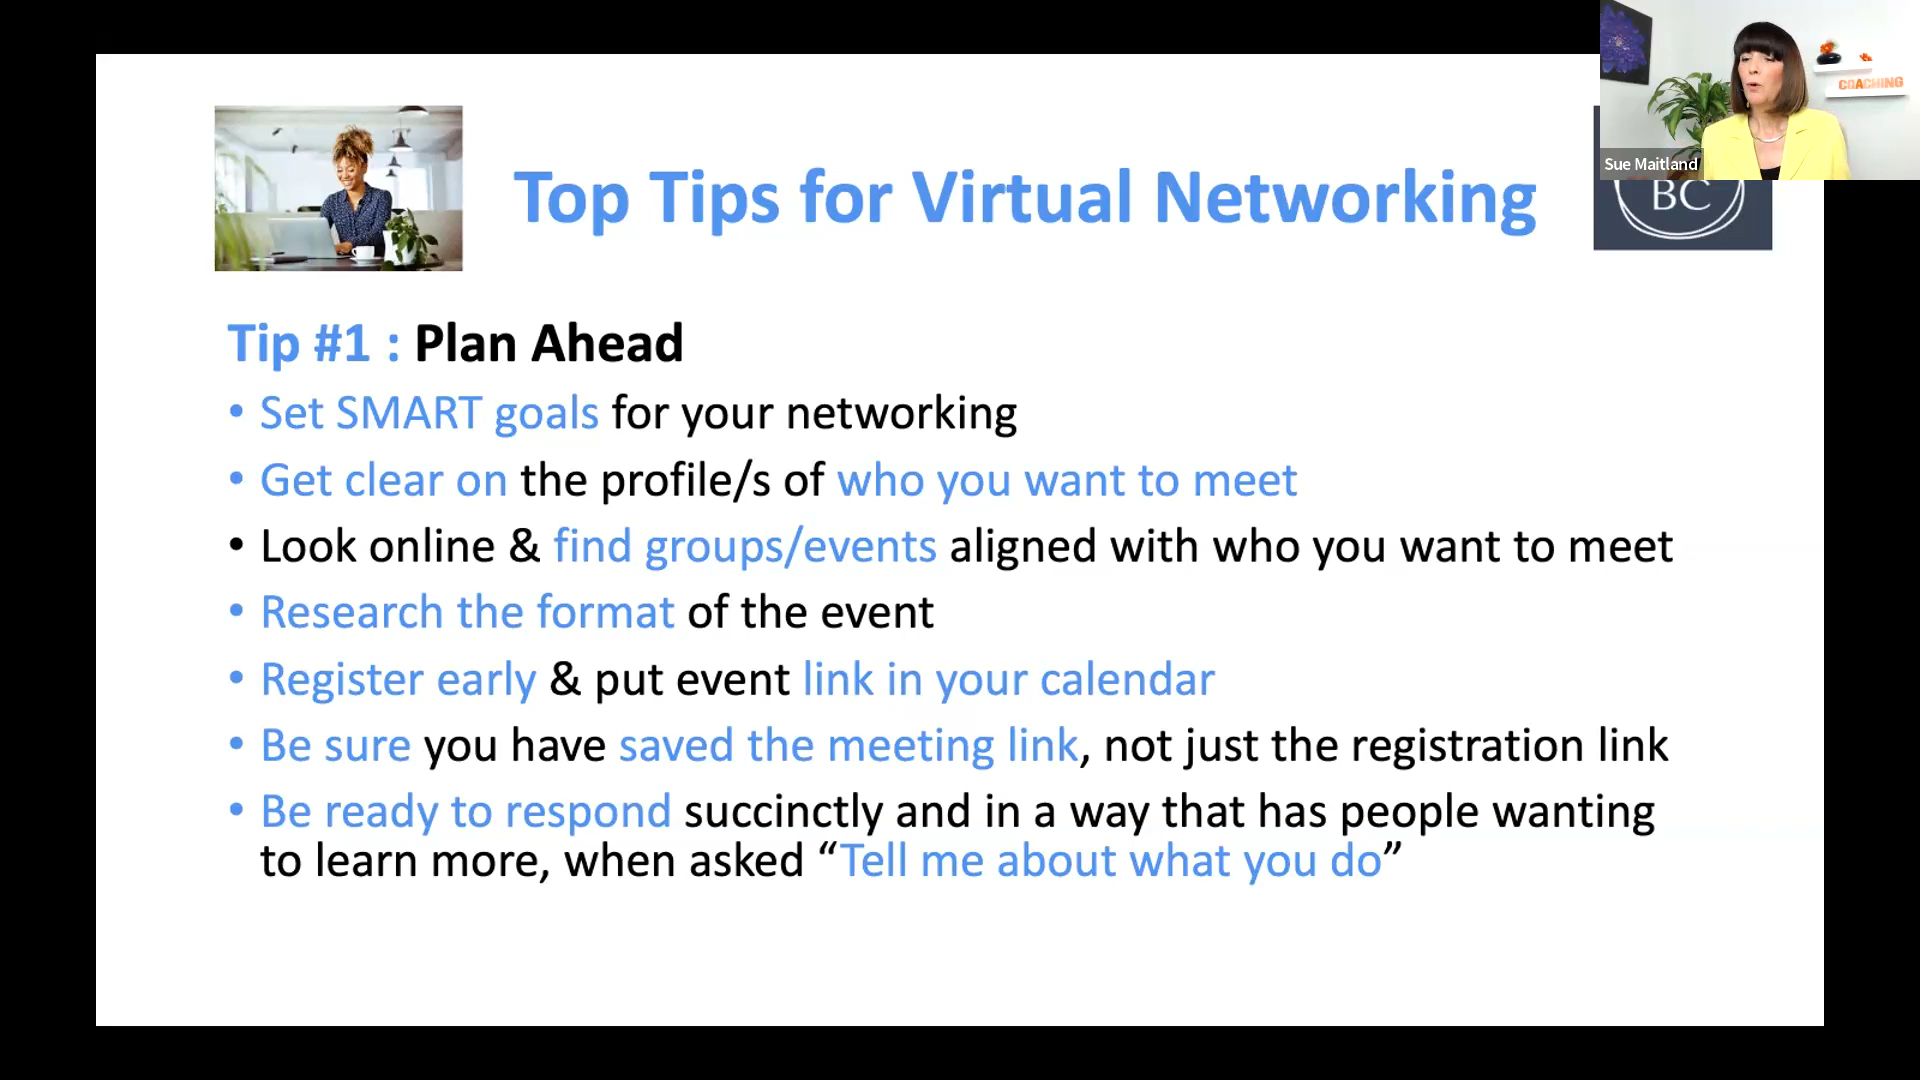 COACHING
Sue Maitland
BC
Top Tips for Virtual Networking
Tip #1 : Plan Ahead
• Set SMART goals for your networking
• Get clear on the profile/s of who you want to meet
• Look online & find groups/events aligned with who you want to meet
• Research the format of the event
• Register early & put event link in your calendar
• Be sure you have saved the meeting link, not just the registration link
• Be ready to respond succinctly and in a way that has people wanting
to learn more, when asked “Tell me about what you do”